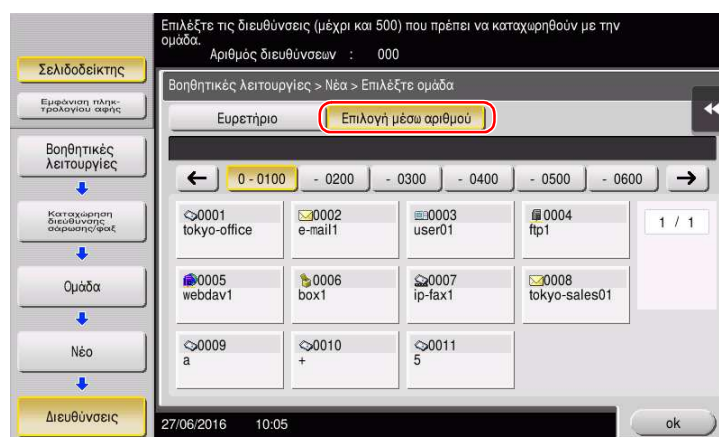 Επιλέξτε τις διευθύνσεις (μέχρι και 500) που πρέπει να καταχωρηθούν με την
ομάδα.
Αριθμός διευθύνσεων : 000
Σελιδοδείκτης
Εμφάνιση πληκ-
τρολογίου αφής
Βοηθητικές
λειτουργίες
Καταχώρηση
διεύθυνσης
σάρωσης/φαξ
Ομάδα
Νέο
Διευθύνσεις
Βοηθητικές λειτουργίες > Νέα > Επιλέξτε ομάδα
Ευρετήριο
Επιλογή μέσω αριθμού
0 - 0100
- 0200
- 0300
- 0400
- 0500
- 0600
0001
tokyo-office
0002
e-mail1
0003
user01
0004
ftp1
1 / 1
0005
webdav1
0006
box1
0007
ip-fax1
0008
tokyo-sales01
0009
a
0010
+
0011
5
27/06/2016 10:05
ok